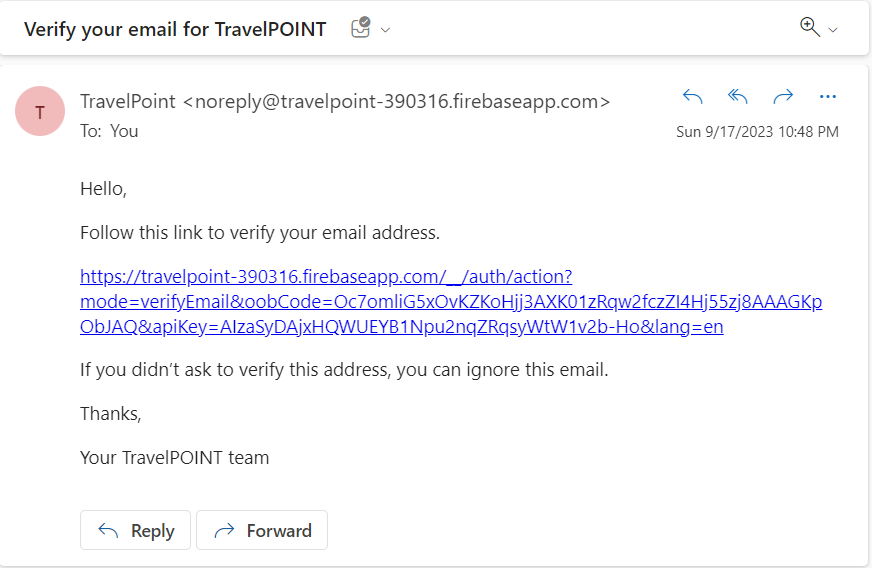 Verify your email for TravelPOINT
T
TravelPoint <noreply@travelpoint-390316.firebaseapp.com>
To: You
Sun 9/17/2023 10:48 PM
Hello,
Follow this link to verify your email address.
https://travelpoint-390316.firebaseapp.com/__/auth/action?
mode=verifyEmail&oobCode=Oc7omliG5xOvKZKoHjj3AXK01zRqw2fczZI4Hj55zj8AAAGKp
ObJAQ&apiKey=AIzaSyDAjxHQWUEYB1Npu2nqZRqsyWtW1v2b-Ho&lang=en
If you didn’t ask to verify this address, you can ignore this email.
Thanks,
Your TravelPOINT team
Reply
Forward